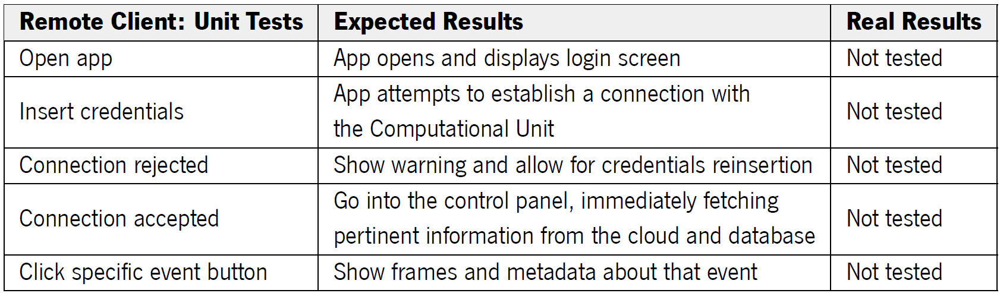 Remote Client: Unit Tests Expected Results Real Results
Open app App opens and displays login screen Not tested
Insert credentials App attempts to establish a connection with
the Computational Unit Not tested
Connection rejected Show warning and allow for credentials reinsertion Not tested
Connection accepted Go into the control panel, immediately fetching
pertinent information from the cloud and database Not tested
Click specific event button Show frames and metadata about that event Not tested